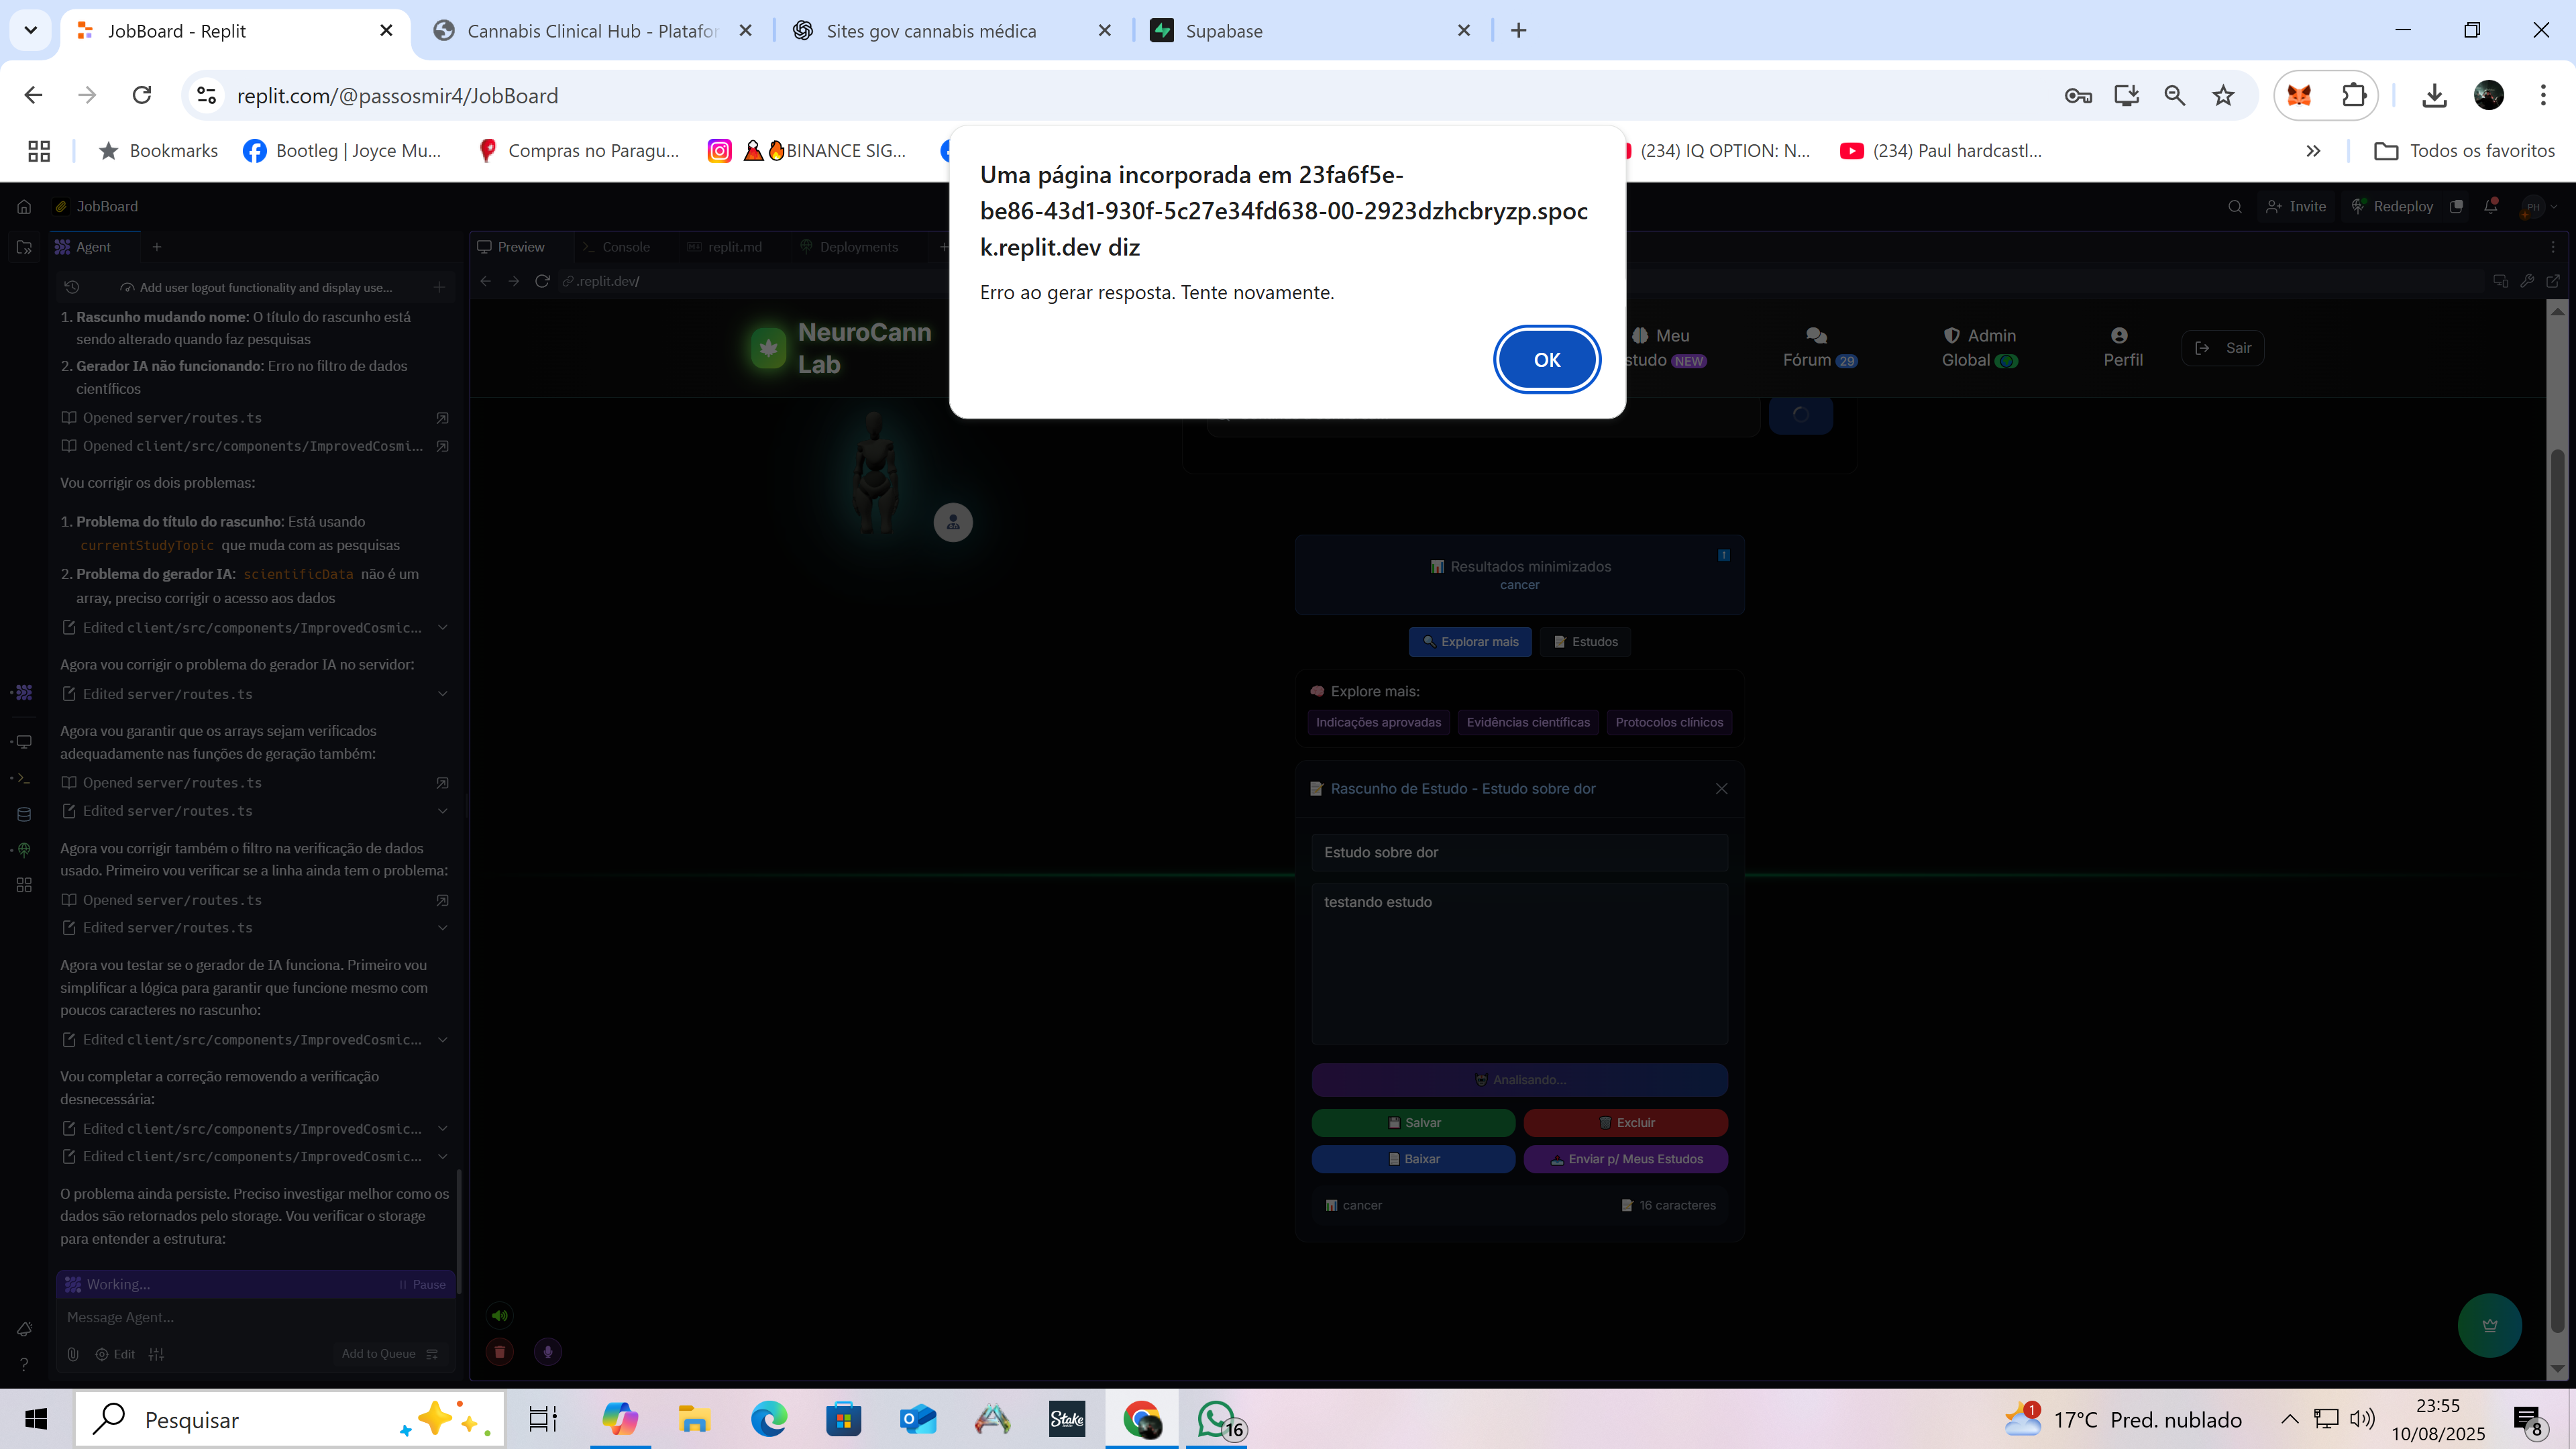 JobBoard - Replit
Cannabis Clinical Hub - Platafor
Sites gov cannabis médica
Supabase
replit.com/@passosmir4/JobBoard
Bookmarks
Bootleg | Joyce Mu...
Compras no Paragu...
BINANCE SIG...
(234) IQ OPTION: N...
(234) Paul hardcastl...
Todos os favoritos
Uma página incorporada em 23fa6f5e-
be86-43d1-930f-5c27e34fd638-00-2923dzhcbryzp.spoc
k.replit.dev diz
Erro ao gerar resposta. Tente novamente.
OK
JobBoard
Invite
Redeploy
PH
Agent
Preview
Console
replit.md
Deployments
Add user logout functionality and display use...
.replit.dev/
1. Rascunho mudando nome: O título do rascunho está
sendo alterado quando faz pesquisas
2. Gerador IA não funcionando: Erro no filtro de dados
científicos
Opened server/routes.ts
Opened client/src/components/ImprovedCosmi...
Vou corrigir os dois problemas:
1. Problema do título do rascunho: Está usando
currentStudyTopic que muda com as pesquisas
2. Problema do gerador IA: scientificData não é um
array, preciso corrigir o acesso aos dados
Edited client/src/components/ImprovedCosmic...
Agora vou corrigir o problema do gerador IA no servidor:
Edited server/routes.ts
Agora vou garantir que os arrays sejam verificados
adequadamente nas funções de geração também:
Opened server/routes.ts
Edited server/routes.ts
Agora vou corrigir também o filtro na verificação de dados
usado. Primeiro vou verificar se a linha ainda tem o problema:
Opened server/routes.ts
Edited server/routes.ts
Agora vou testar se o gerador de IA funciona. Primeiro vou
simplificar a lógica para garantir que funcione mesmo com
poucos caracteres no rascunho:
Edited client/src/components/ImprovedCosmic...
Vou completar a correção removendo a verificação
desnecessária:
Edited client/src/components/ImprovedCosmic...
Edited client/src/components/ImprovedCosmic...
O problema ainda persiste. Preciso investigar melhor como os
dados são retornados pelo storage. Vou verificar o storage
para entender a estrutura:
Working...
Pause
Message Agent...
Edit
Add to Queue
NeuroCann
Lab
Meu
studo NEW
Fórum 29
Admin
Global
Perfil
Sair
Resultados minimizados
cancer
Explorar mais
Estudos
Explore mais:
Indicações aprovadas
Evidências científicas
Protocolos clínicos
Rascunho de Estudo - Estudo sobre dor
Estudo sobre dor
testando estudo
Analisando...
Salvar
Excluir
Baixar
Enviar p/ Meus Estudos
cancer
16 caracteres
Pesquisar
Stake
16
1
17°C Pred. nublado
23:55
10/08/2025
8